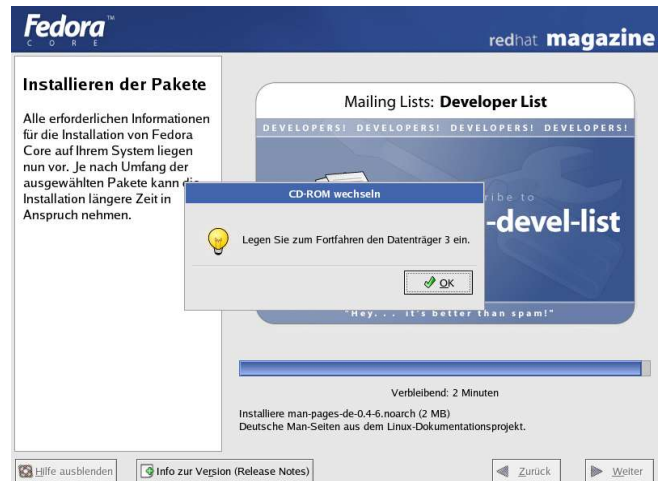 Fedora™
CORE
redhat magazine
Installieren der Pakete
Alle erforderlichen Informationen
für die Installation von Fedora
Core auf Ihrem System liegen
nun vor. Je nach Umfang der
ausgewählten Pakete kann
Installation längere Zeit in
Anspruch nehmen.
Mailing Lists: Developer List
DEVELOPERS! DEVELOPERS! DEVELOPERS! DEVELOPERS!
ribe to
-devel-list
"Hey... it's better than spam!"
CD-ROM wechseln
Legen Sie zum Fortfahren den Datenträger 3 ein.
OK
Verbleibend: 2 Minuten
Installiere man-pages-de-0.4-6.noarch (2 MB)
Deutsche Man-Seiten aus dem Linux-Dokumentationsprojekt.
Hilfe ausblenden
Info zur Version (Release Notes)
Zurück
Weiter